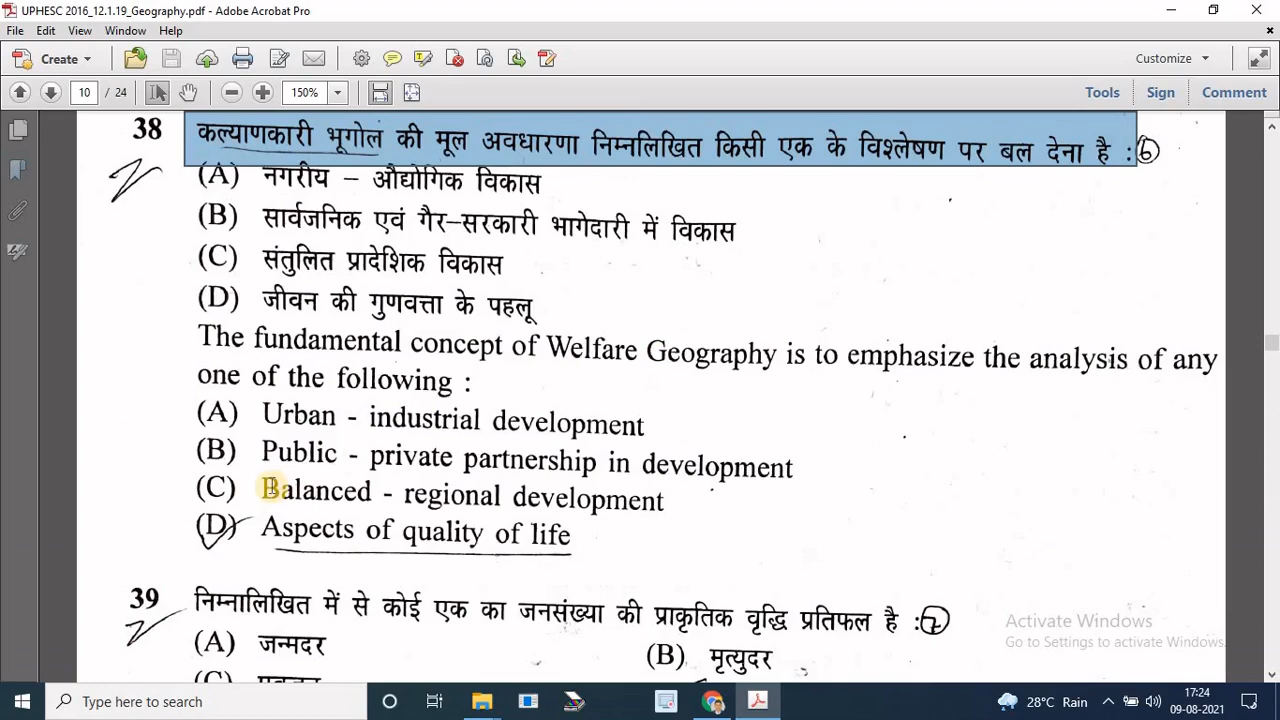 UPHESC 2016_12.1.19_Geography.pdf - Adobe Acrobat Pro
File Edit View Window Help
Create Customize
10 / 24 150% Tools Sign Comment
38 कल्याणकारी भूगोल की मूल अवधारणा निम्नलिखित किसी एक के विश्लेषण पर बल देना है : 6
(A) नगरीय – औद्योगिक विकास
(B) सार्वजनिक एवं गैर–सरकारी भागेदारी में विकास
(C) संतुलित प्रादेशिक विकास
(D) जीवन की गुणवत्ता के पहलू
The fundamental concept of Welfare Geography is to emphasize the analysis of any
one of the following :
(A) Urban - industrial development
(B) Public - private partnership in development
(C) Balanced - regional development
(D) Aspects of quality of life
39 निम्नालिखित में से कोई एक का जनसंख्या की प्राकृतिक वृद्धि प्रतिफल है : 7
(A) जन्मदर (B) मृत्युदर
Activate Windows
Go to Settings to activate Windows.
Type here to search 28°C Rain 17:24
09-08-2021